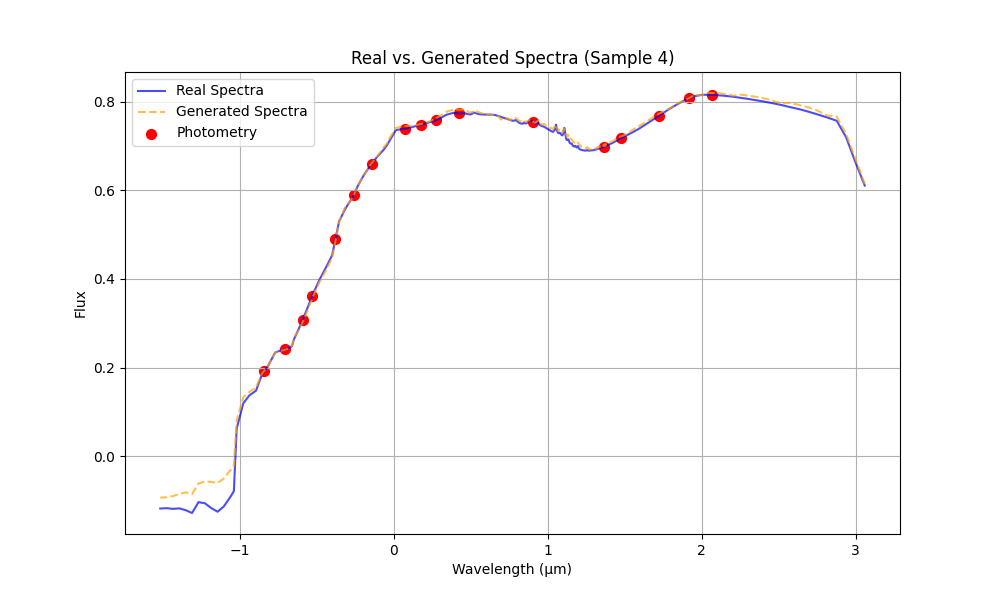 Real vs. Generated Spectra (Sample 4)
Real Spectra
Generated Spectra
Photometry
0.8
0.6
0.4
0.2
0.0
Flux
−1
0
1
2
3
Wavelength (μm)